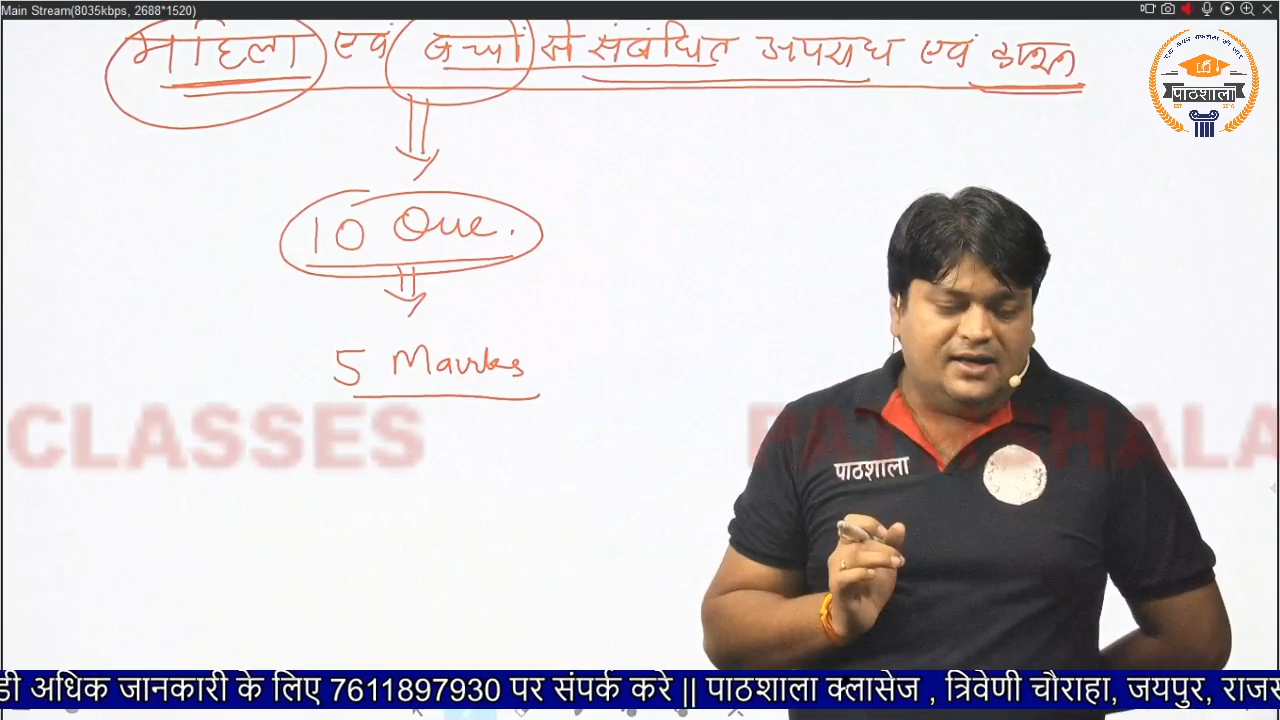 Main Stream(8035kbps, 2688*1520)
महिला एवं बच्चों से संबंधित अपराध एवं कानून
पाठशाला
10 Que.
5 Marks
CLASSES
PATHSHALA
पाठशाला
डी अधिक जानकारी के लिए 7611897930 पर संपर्क करे || पाठशाला क्लासेज , त्रिवेणी चौराहा, जयपुर, राजस